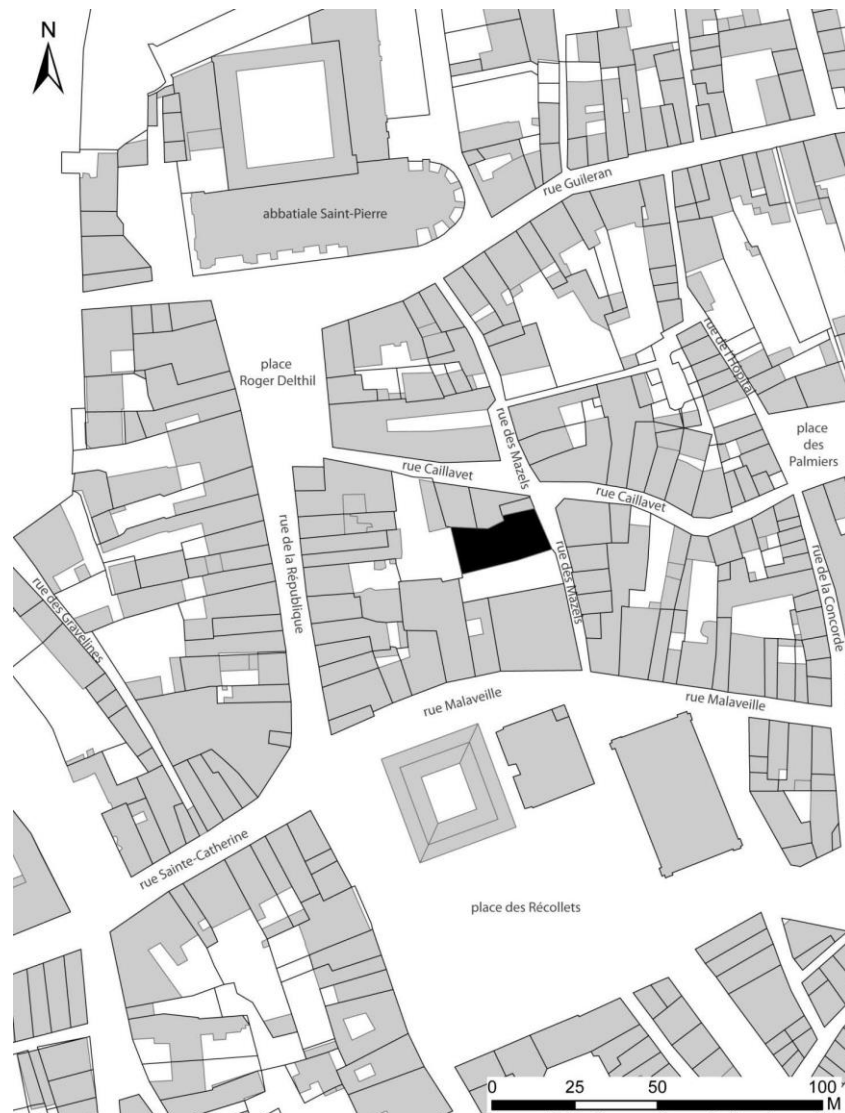 N
rue Guileran
abbatiale Saint-Pierre
rue de l'Hôpital
place
Roger Delthil
place
des
Palmiers
rue des Mazels
rue Caillavet
rue Caillavet
rue de la République
rue des Mazels
rue de la Concorde
rue des Gravelines
rue Malaveille
rue Malaveille
rue Sainte-Catherine
place des Récollets
0 25 50 100
M